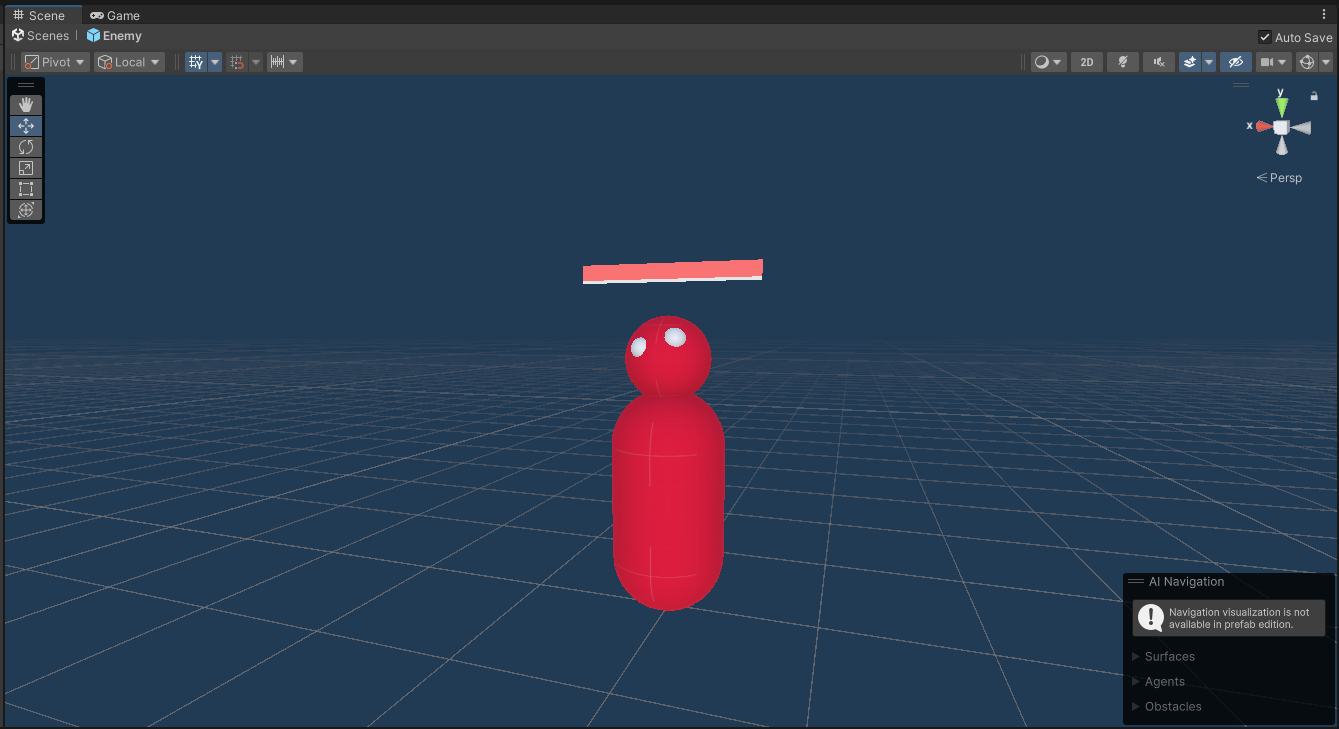 Scene
Game
Scenes | Enemy
Auto Save
Pivot
Local
2D
y
x
Persp
AI Navigation
Navigation visualization is not
available in prefab edition.
Surfaces
Agents
Obstacles